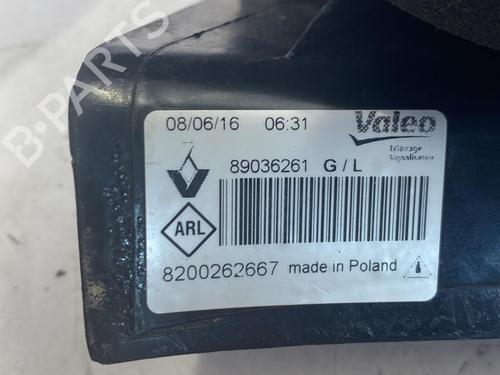 08/06/16 06:31 Valeo
Eclairage
Signalisation
89036261 G / L
ARL
8200262667 made in Poland
B-PARTS